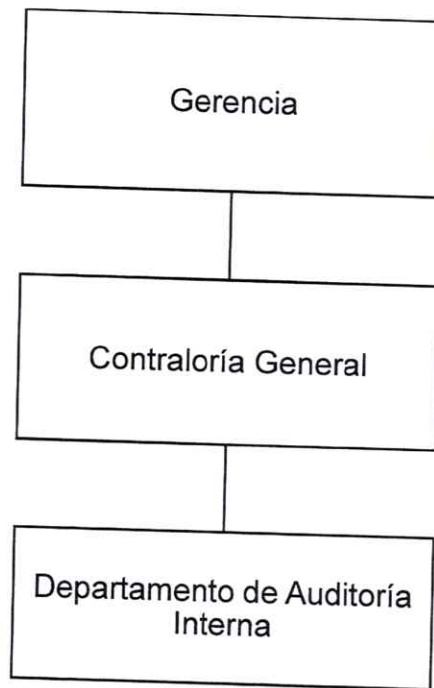 Gerencia
Contraloría General
Departamento de Auditoría
Interna